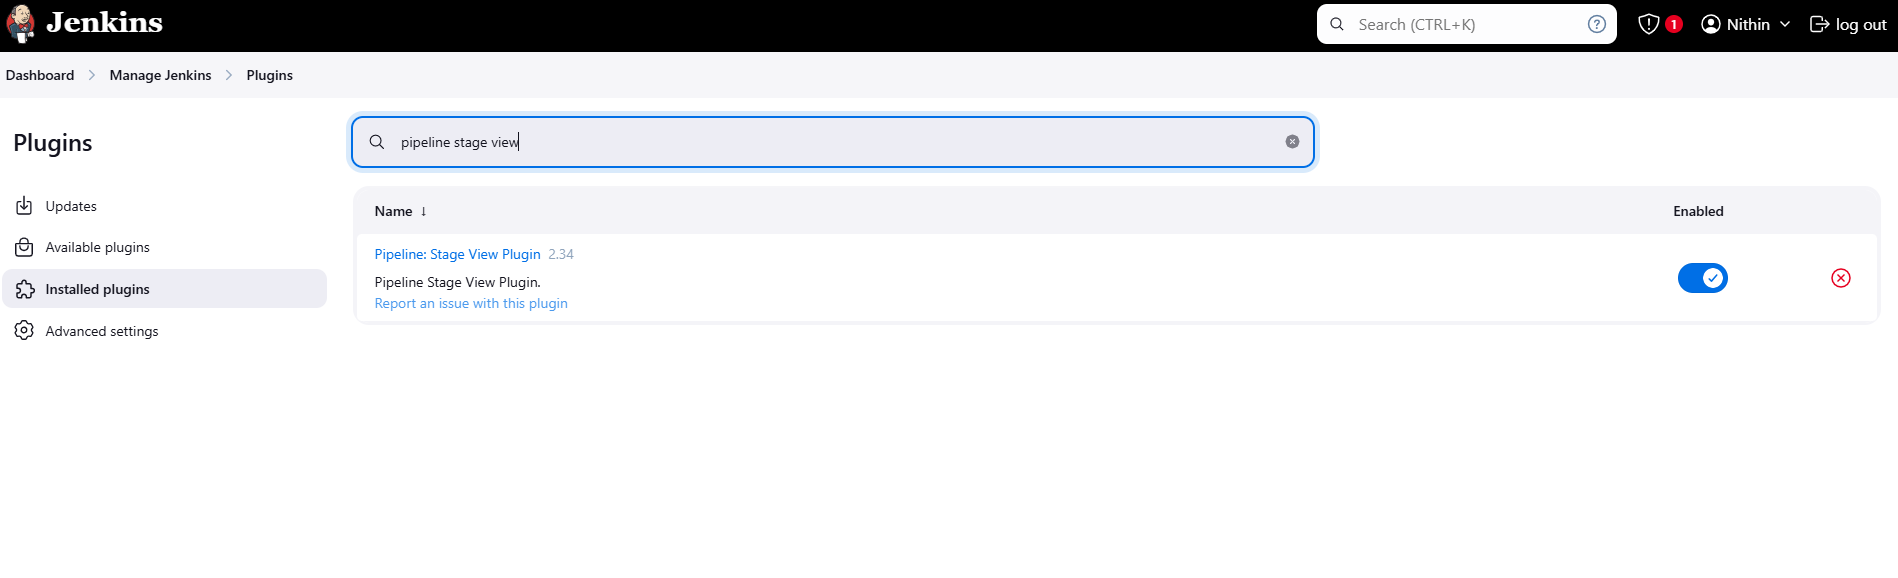 Jenkins
Search (CTRL+K)
?
1
Nithin
log out
Dashboard
Manage Jenkins
Plugins
Plugins
pipeline stage view
Updates
Available plugins
Installed plugins
Advanced settings
Name ↓
Enabled
Pipeline: Stage View Plugin 2.34
Pipeline Stage View Plugin.
Report an issue with this plugin